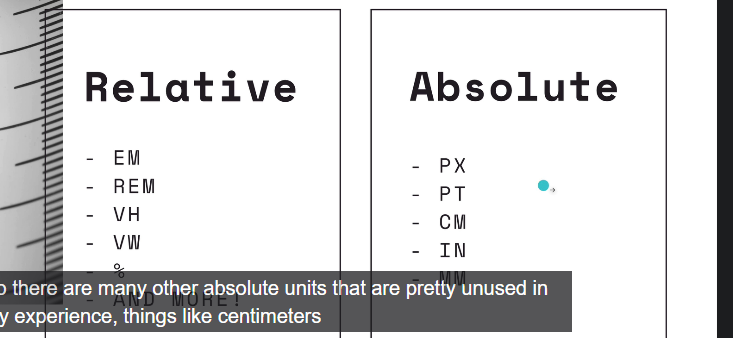 Relative
- EM
- REM
- VH
- VW
- %
- AND MORE!
Absolute
- PX
- PT
- CM
- IN
- MM
there are many other absolute units that are pretty unused in
experience, things like centimeters